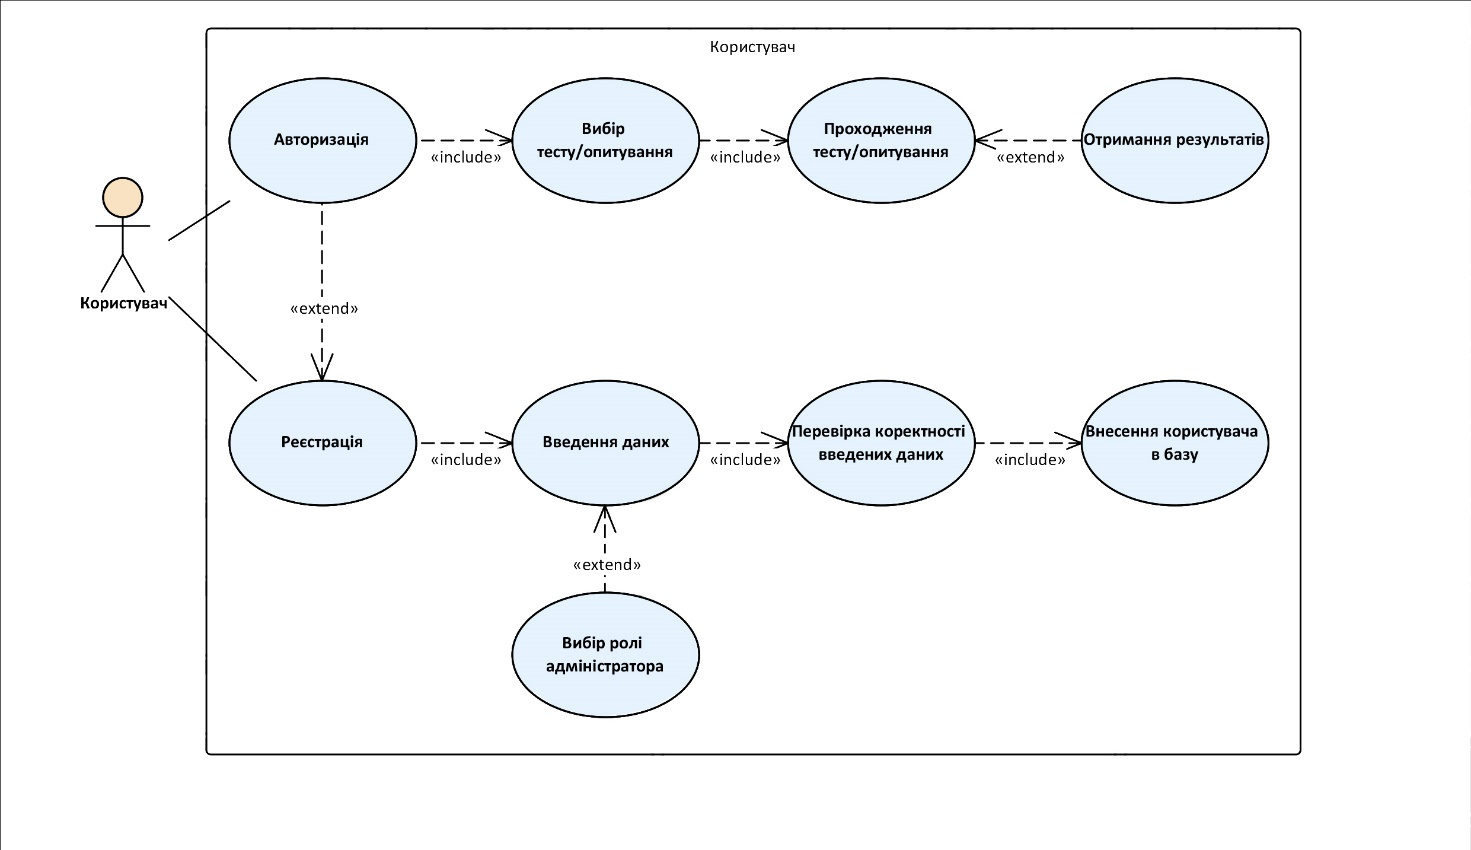 Користувач
Авторизація
«include»
Вибір
тесту/опитування
«include»
Проходження
тесту/опитування
«extend»
Отримання результатів
Користувач
«extend»
Реєстрація
«include»
Введення даних
«include»
Перевірка коректності
введених даних
«include»
Внесення користувача
в базу
«extend»
Вибір ролі
адміністратора